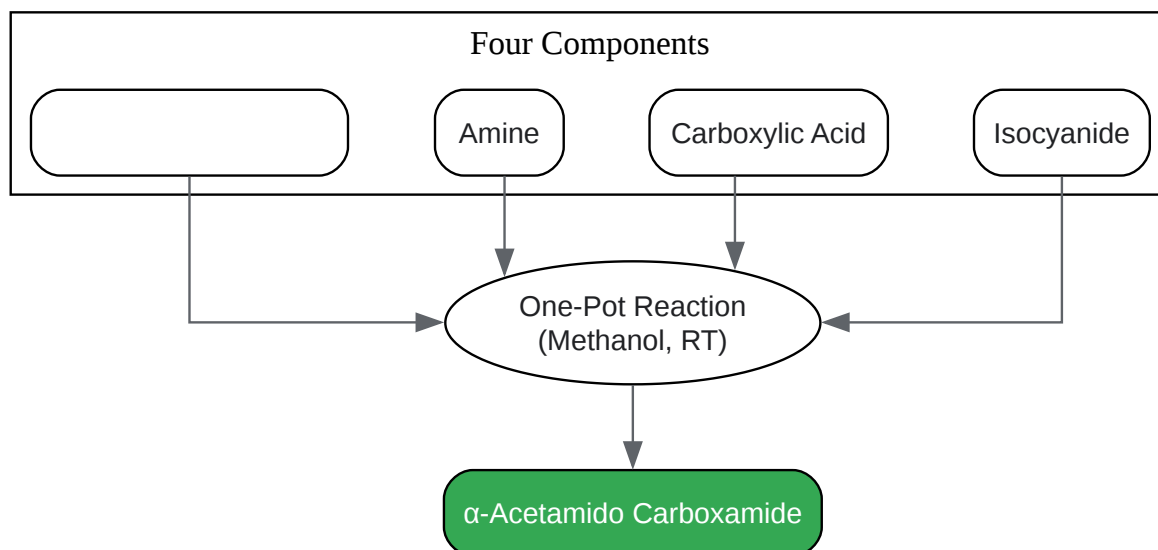 Four Components
Amine
Carboxylic Acid
Isocyanide
One-Pot Reaction
(Methanol, RT)
α-Acetamido Carboxamide